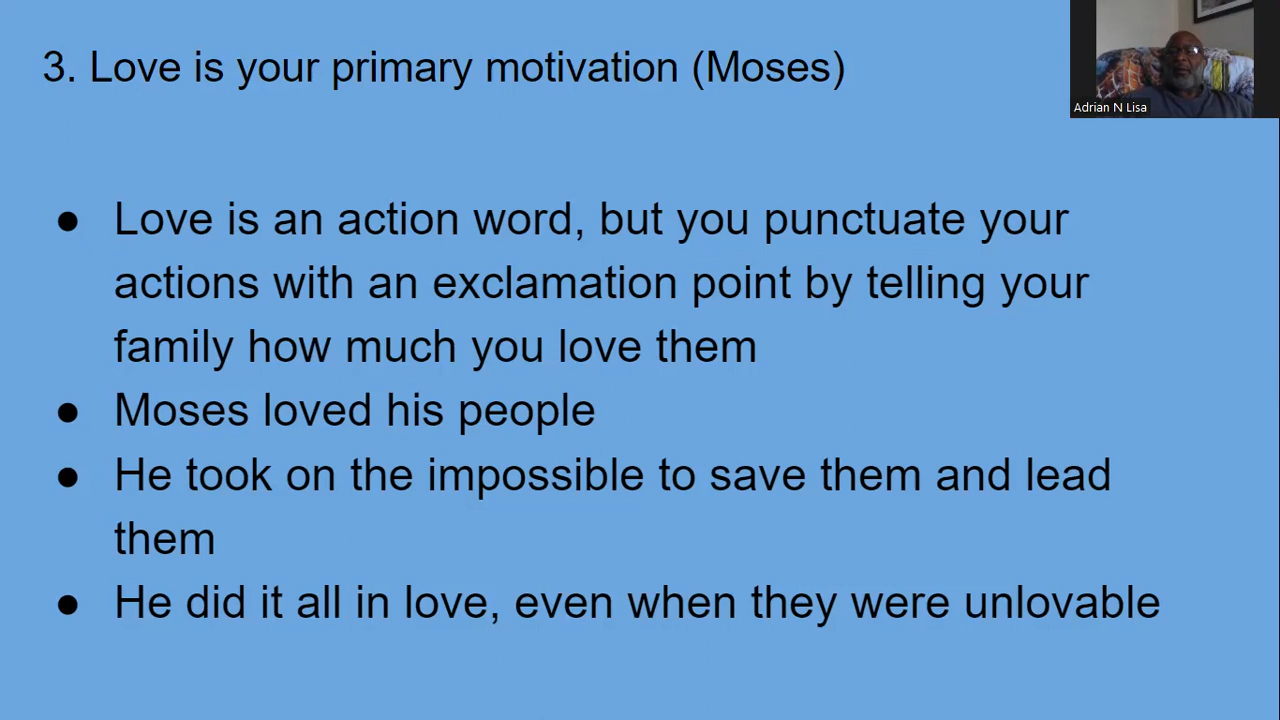 3. Love is your primary motivation (Moses)
Adrian N Lisa
● Love is an action word, but you punctuate your
actions with an exclamation point by telling your
family how much you love them
● Moses loved his people
● He took on the impossible to save them and lead
them
● He did it all in love, even when they were unlovable